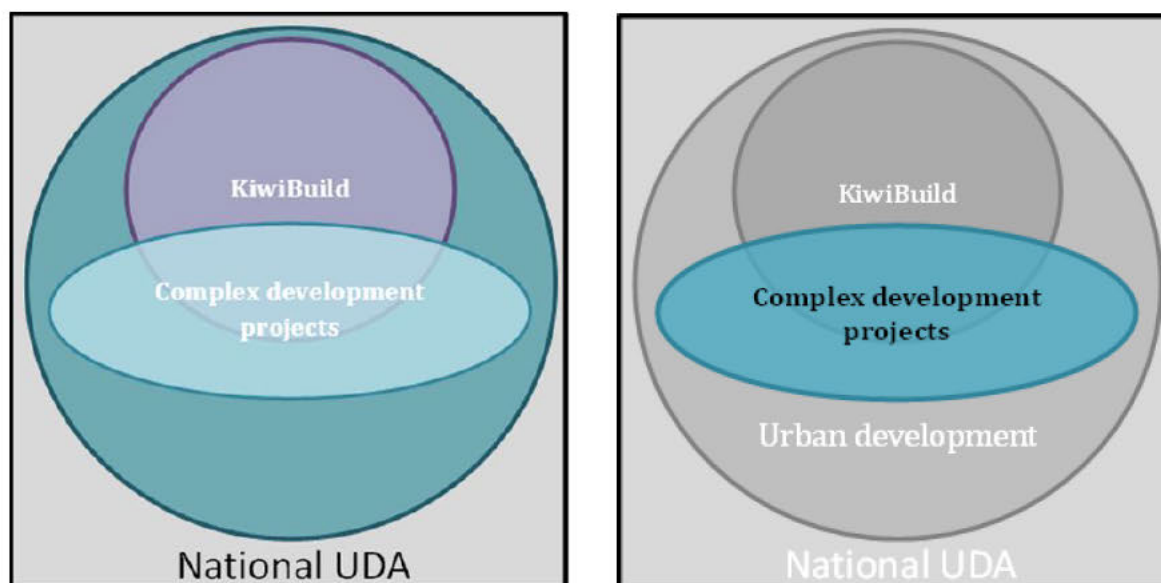 KiwiBuild
Complex development
projects
National UDA
KiwiBuild
Complex development
projects
Urban development
National UDA